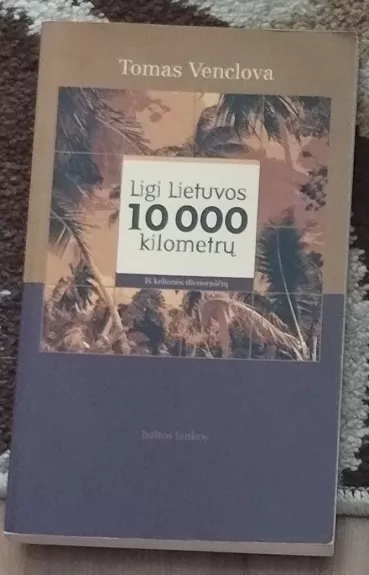 Tomas Venclova
Ligi Lietuvos
10 000
kilometrų
Iš kelionės dienoraščių
baltos lankos